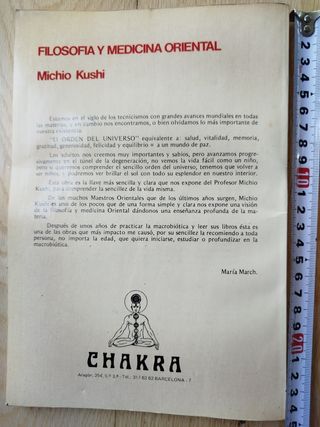 FILOSOFIA Y MEDICINA ORIENTAL
Michio Kushi
Estamos en el siglo de los tecnicismos con grandes avances mundiales en todas
las materias, y en cambio nos encontramos, o bien olvidamos lo más importante de
nuestra existencia.
"EL ORDEN DEL UNIVERSO" equivalente a: salud, vitalidad, memoria,
gratitud, generosidad, felicidad y equilibrio = a un mundo de paz.
Los adultos nos creemos muy importantes y sabios, pero avanzamos progre-
sivamente en el túnel de la degeneración, no vemos la vida fácil como un niño,
pero si queremos comprender el sencillo orden del universo, tenemos que volver
a ser niños, y podremos ver brillar el sol con todo su esplendor en nuestro interior.
Esta obra es la llave más sencilla y clara que nos expone del Profesor Michio
Kushi, para comprender la sencillez de la vida misma.
De los muchos Maestros Orientales que de los últimos años surgen, Michio
Kushi es uno de los pocos que de una forma simple y clara nos expone una visión
de la filosofía y medicina Oriental dándonos una enseñanza profunda de la ma-
teria.
Después de unos años de practicar la macrobiótica y leer sus libros ésta es
una de las obras que más impacto me causó, por su sencillez la recomiendo a toda
persona, no importa la edad, que quiera iniciarse, estudiar o profundizar en la
macrobiótica.
María March.
CHAKRA
BARCELONA - 7
10
20